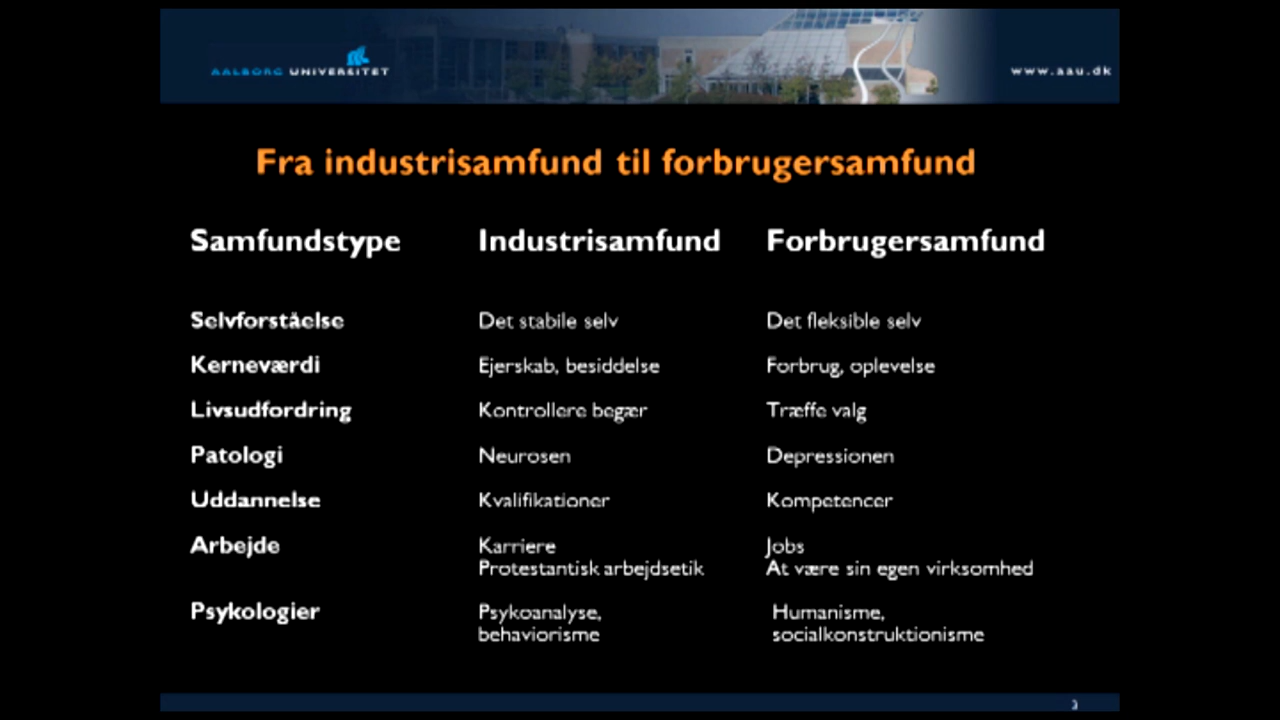 AALBORG UNIVERSITET
www.aau.dk
Fra industrisamfund til forbrugersamfund
Samfundstype Industrisamfund Forbrugersamfund
Selvforståelse Det stabile selv Det fleksible selv
Kerneværdi Ejerskab, besiddelse Forbrug, oplevelse
Livsudfordring Kontrollere begær Træffe valg
Patologi Neurosen Depressionen
Uddannelse Kvalifikationer Kompetencer
Arbejde Karriere Jobs
Protestantisk arbejdsetik At være sin egen virksomhed
Psykologier Psykoanalyse, Humanisme,
behaviorisme socialkonstruktionisme